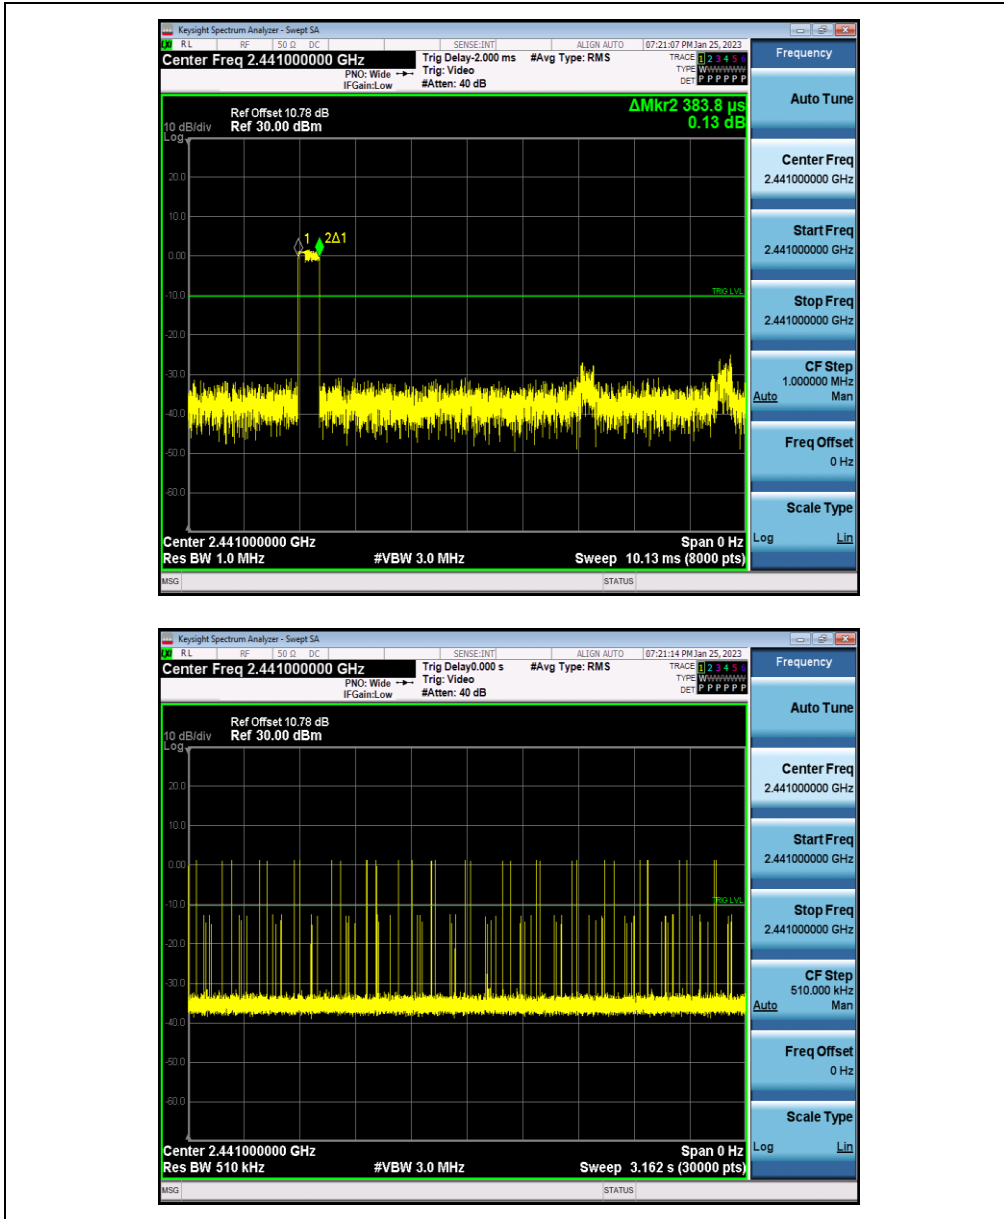 Keysight Spectrum Analyzer - Swept SA
RL RF 50 Ω DC SENSE:INT ALIGN AUTO 07:21:07 PM Jan 25, 2023
Center Freq 2.441000000 GHz
PNO: Wide
IFGain:Low
Trig Delay-2.000 ms
Trig: Video
#Atten: 40 dB
#Avg Type: RMS
TRACE 1 2 3 4 5 6
TYPE WWWWWW
DET P P P P P P
ΔMkr2 383.8 µs
0.13 dB
Ref Offset 10.78 dB
10 dB/div Ref 30.00 dBm
Log
20.0
10.0
0.00
-10.0
-20.0
-30.0
-40.0
-50.0
-60.0
1 2Δ1
TRIG LVL
Center 2.441000000 GHz Span 0 Hz
Res BW 1.0 MHz #VBW 3.0 MHz Sweep 10.13 ms (8000 pts)
MSG STATUS
Frequency
Auto Tune
Center Freq
2.441000000 GHz
Start Freq
2.441000000 GHz
Stop Freq
2.441000000 GHz
CF Step
1.000000 MHz
Auto Man
Freq Offset
0 Hz
Scale Type
Log Lin
Keysight Spectrum Analyzer - Swept SA
RL RF 50 Ω DC SENSE:INT ALIGN AUTO 07:21:14 PM Jan 25, 2023
Center Freq 2.441000000 GHz
PNO: Wide
IFGain:Low
Trig Delay0.000 s
Trig: Video
#Atten: 40 dB
#Avg Type: RMS
TRACE 1 2 3 4 5 6
TYPE WWWWWW
DET P P P P P P
Ref Offset 10.78 dB
10 dB/div Ref 30.00 dBm
Log
20.0
10.0
0.00
-10.0
-20.0
-30.0
-40.0
-50.0
-60.0
TRIG LVL
Center 2.441000000 GHz Span 0 Hz
Res BW 510 kHz #VBW 3.0 MHz Sweep 3.162 s (30000 pts)
MSG STATUS
Frequency
Auto Tune
Center Freq
2.441000000 GHz
Start Freq
2.441000000 GHz
Stop Freq
2.441000000 GHz
CF Step
510.000 kHz
Auto Man
Freq Offset
0 Hz
Scale Type
Log Lin